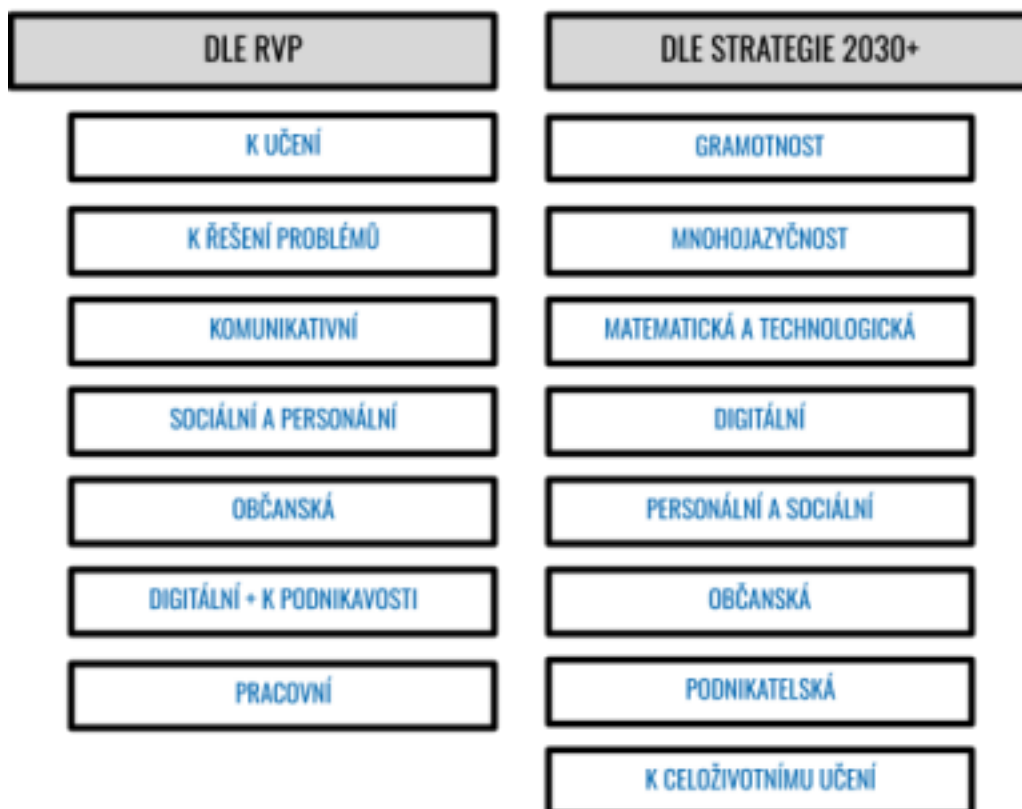 DLE RVP
K UČENÍ
K ŘEŠENÍ PROBLÉMŮ
KOMUNIKATIVNÍ
SOCIÁLNÍ A PERSONÁLNÍ
OBČANSKÁ
DIGITÁLNÍ + K PODNIKAVOSTI
PRACOVNÍ
DLE STRATEGIE 2030+
GRAMOTNOST
MNOHOJAZYČNOST
MATEMATICKÁ A TECHNOLOGICKÁ
DIGITÁLNÍ
PERSONÁLNÍ A SOCIÁLNÍ
OBČANSKÁ
PODNIKATELSKÁ
K CELOŽIVOTNÍMU UČENÍ